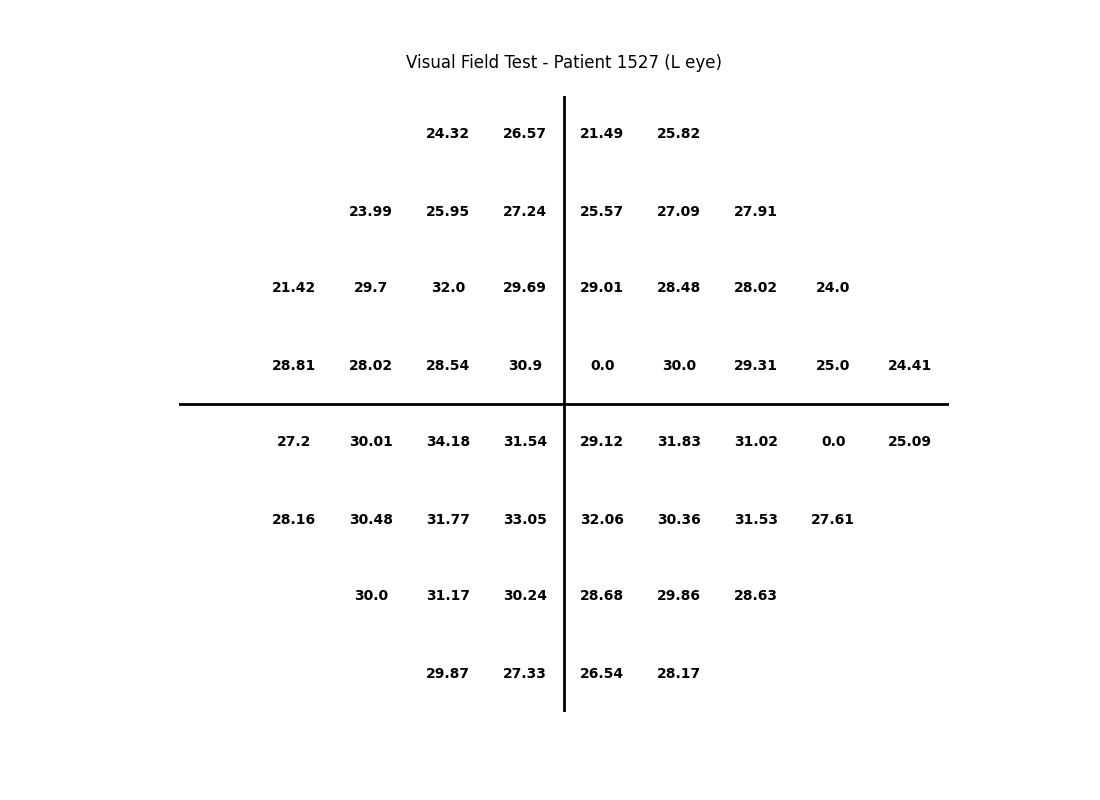 Visual Field Test - Patient 1527 (L eye)
24.32 26.57 21.49 25.82
23.99 25.95 27.24 25.57 27.09 27.91
21.42 29.7 32.0 29.69 29.01 28.48 28.02 24.0
28.81 28.02 28.54 30.9 0.0 30.0 29.31 25.0 24.41
27.2 30.01 34.18 31.54 29.12 31.83 31.02 0.0 25.09
28.16 30.48 31.77 33.05 32.06 30.36 31.53 27.61
30.0 31.17 30.24 28.68 29.86 28.63
29.87 27.33 26.54 28.17